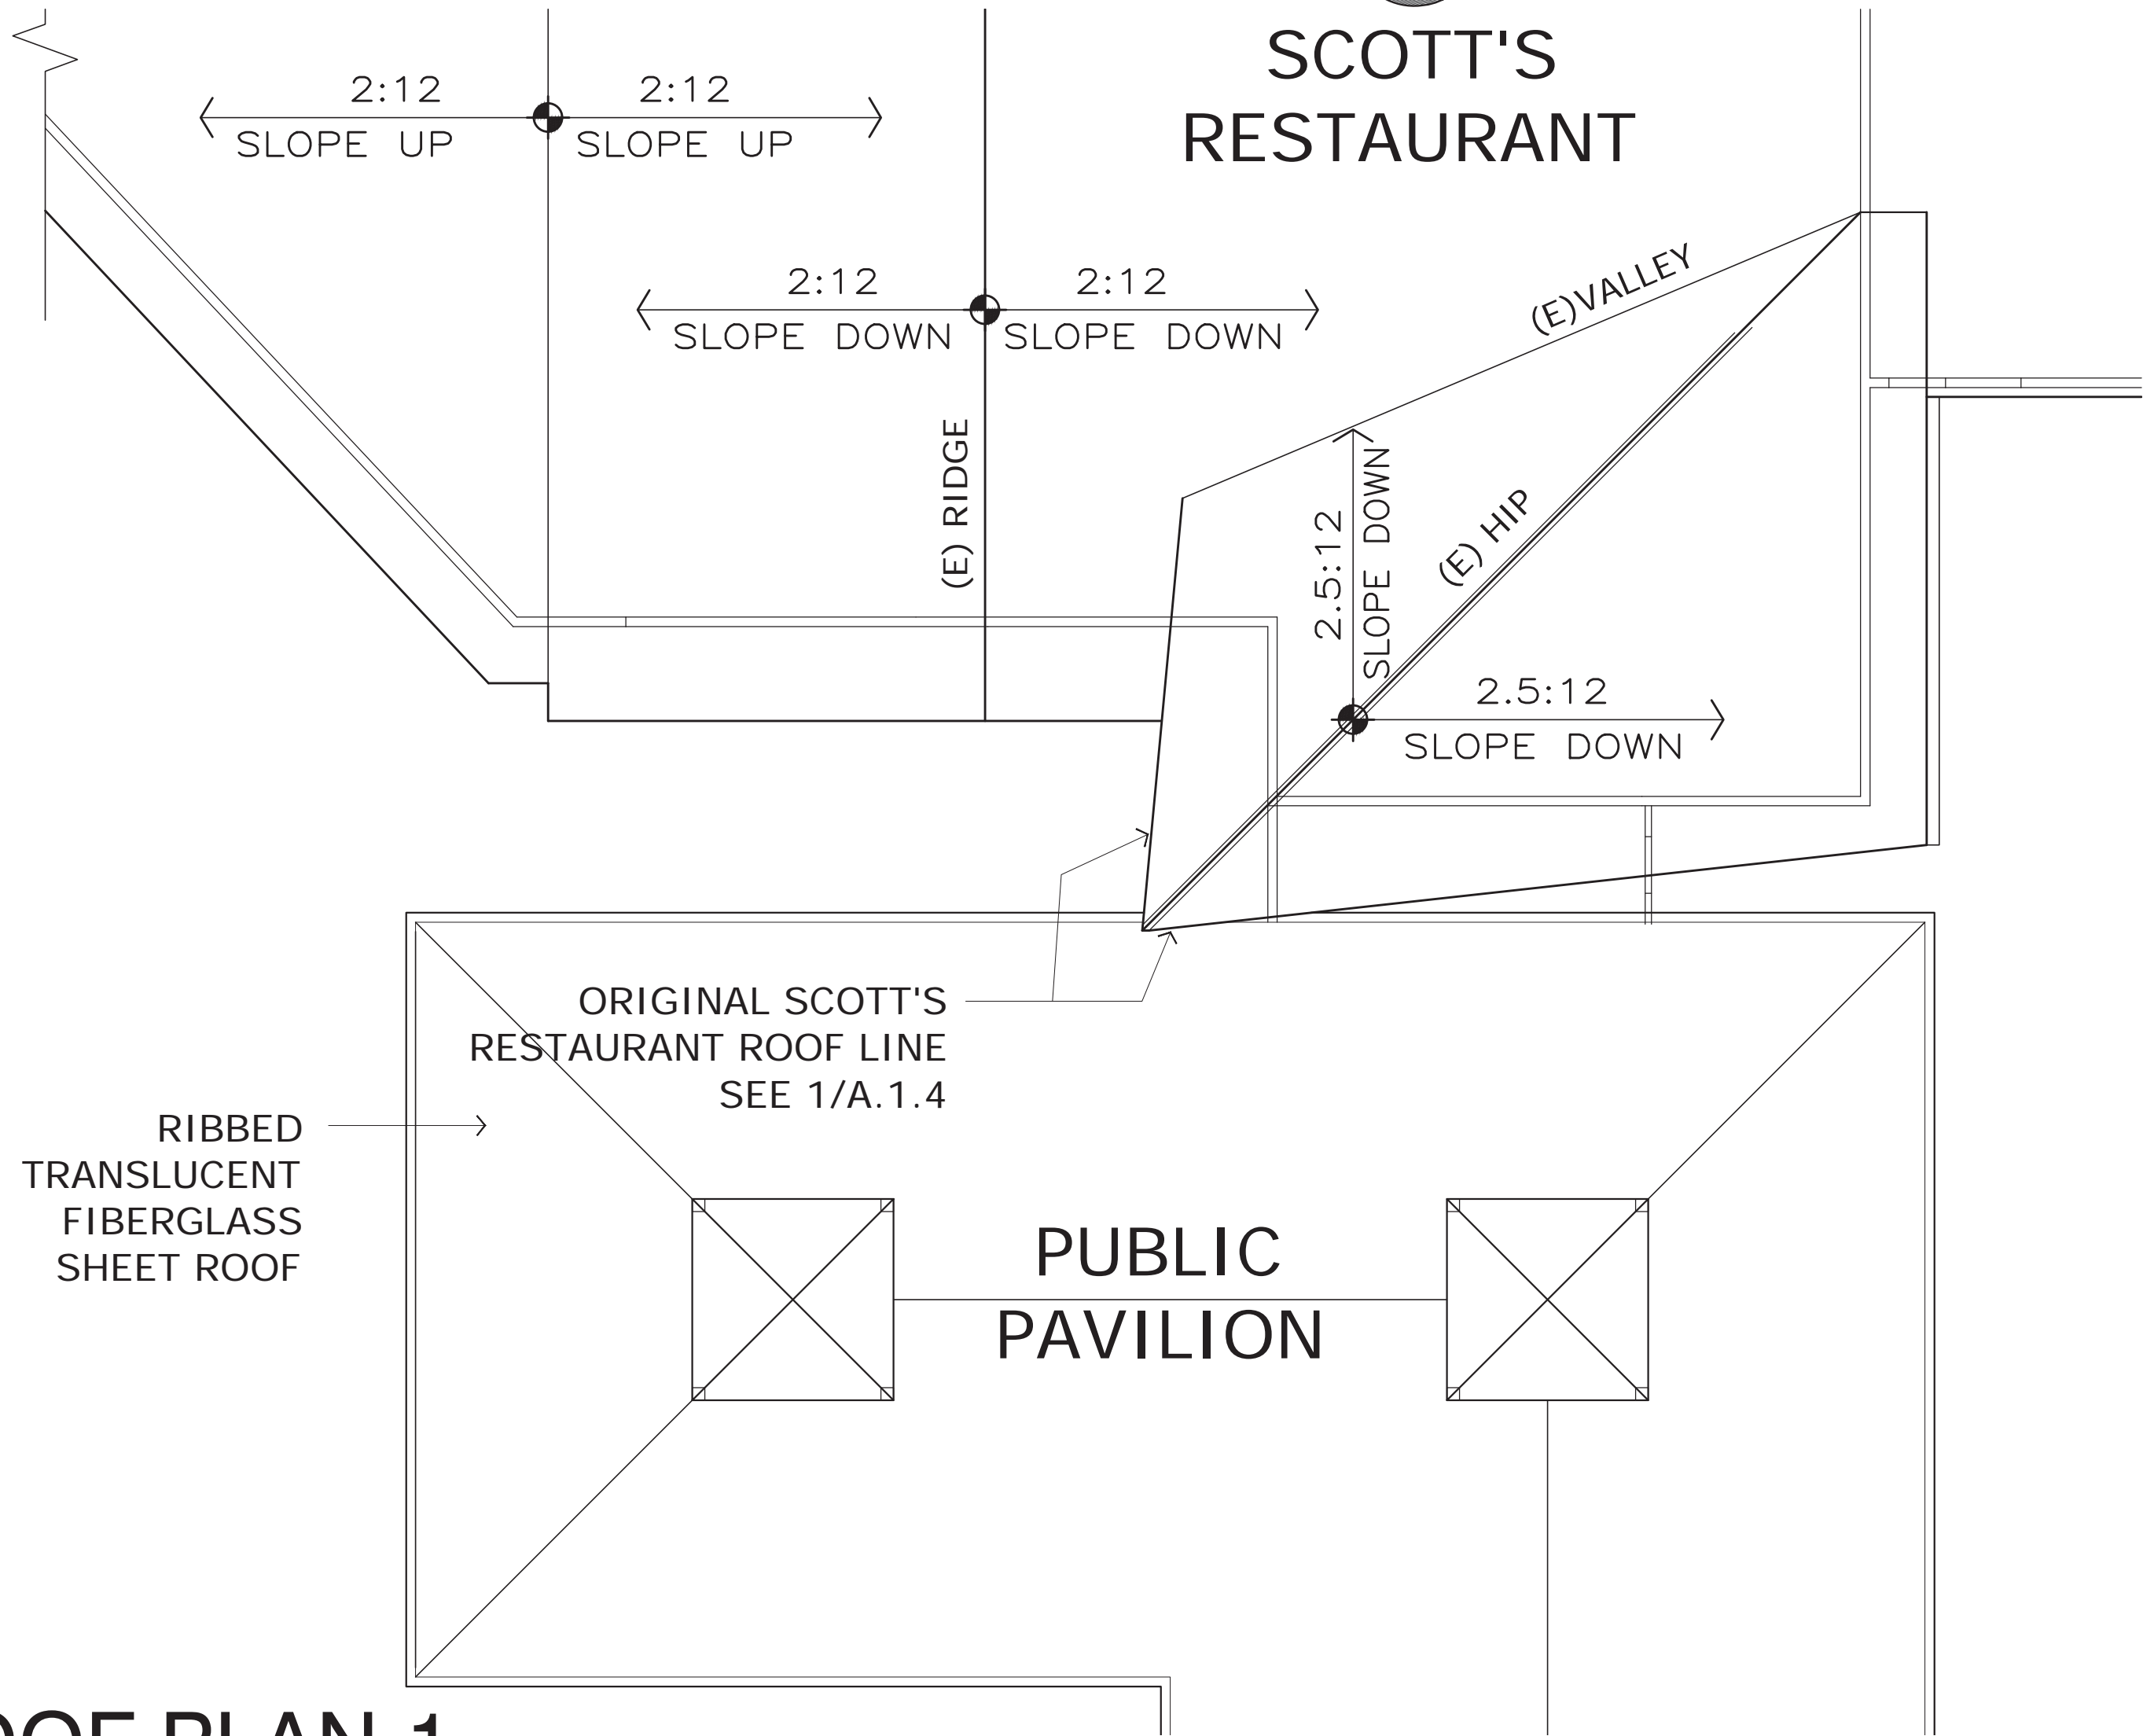 SCOTT'S
RESTAURANT
2:12
2:12
SLOPE UP
SLOPE UP
2:12
2:12
SLOPE DOWN
SLOPE DOWN
(E)VALLEY
(E) RIDGE
2.5:12
SLOPE DOWN
(E) HIP
2.5:12
SLOPE DOWN
ORIGINAL SCOTT'S
RESTAURANT ROOF LINE
SEE 1/A.1.4
RIBBED
TRANSLUCENT
FIBERGLASS
SHEET ROOF
PUBLIC
PAVILION
PLAN 1